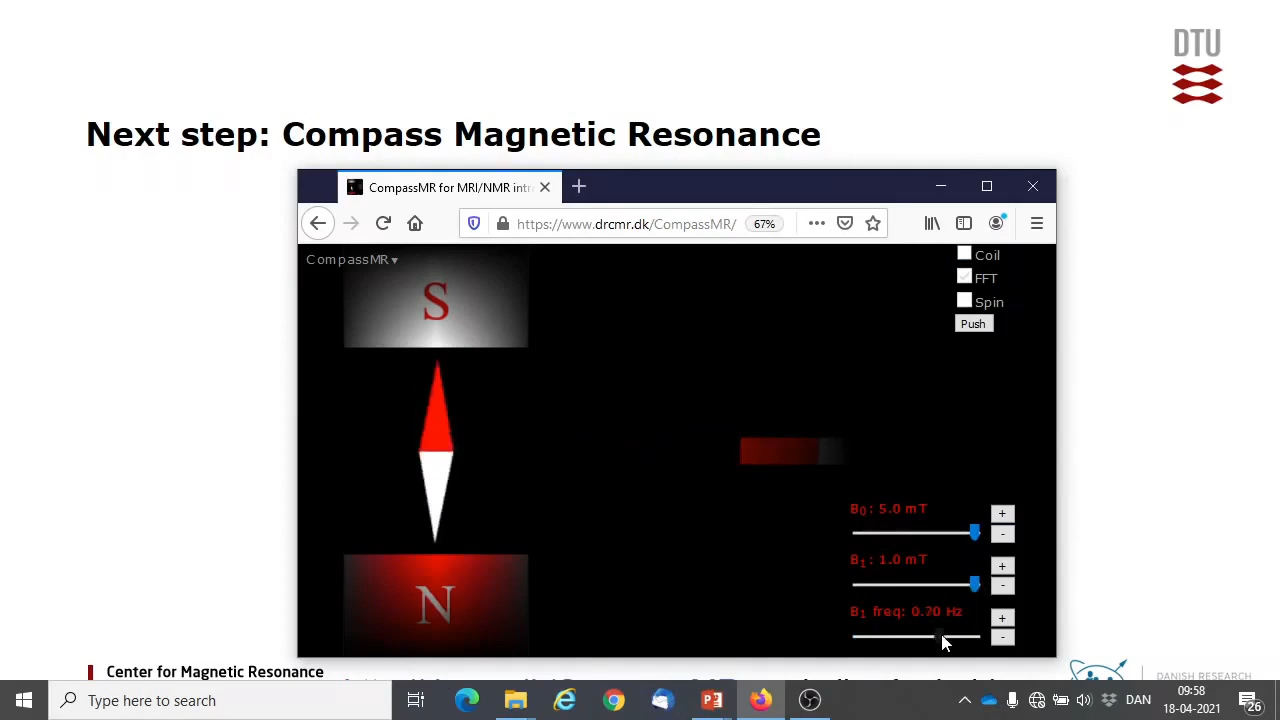 DTU
Next step: Compass Magnetic Resonance
CompassMR for MRI/NMR intr
https://www.drcmr.dk/CompassMR/
67%
CompassMR▾
Coil
FFT
Spin
Push
S
N
B₀: 5.0 mT
+
-
B₁: 1.0 mT
+
-
B₁ freq: 0.70 Hz
+
-
Center for Magnetic Resonance
DANISH RESEARCH
Type here to search
DAN
09:58
18-04-2021
26